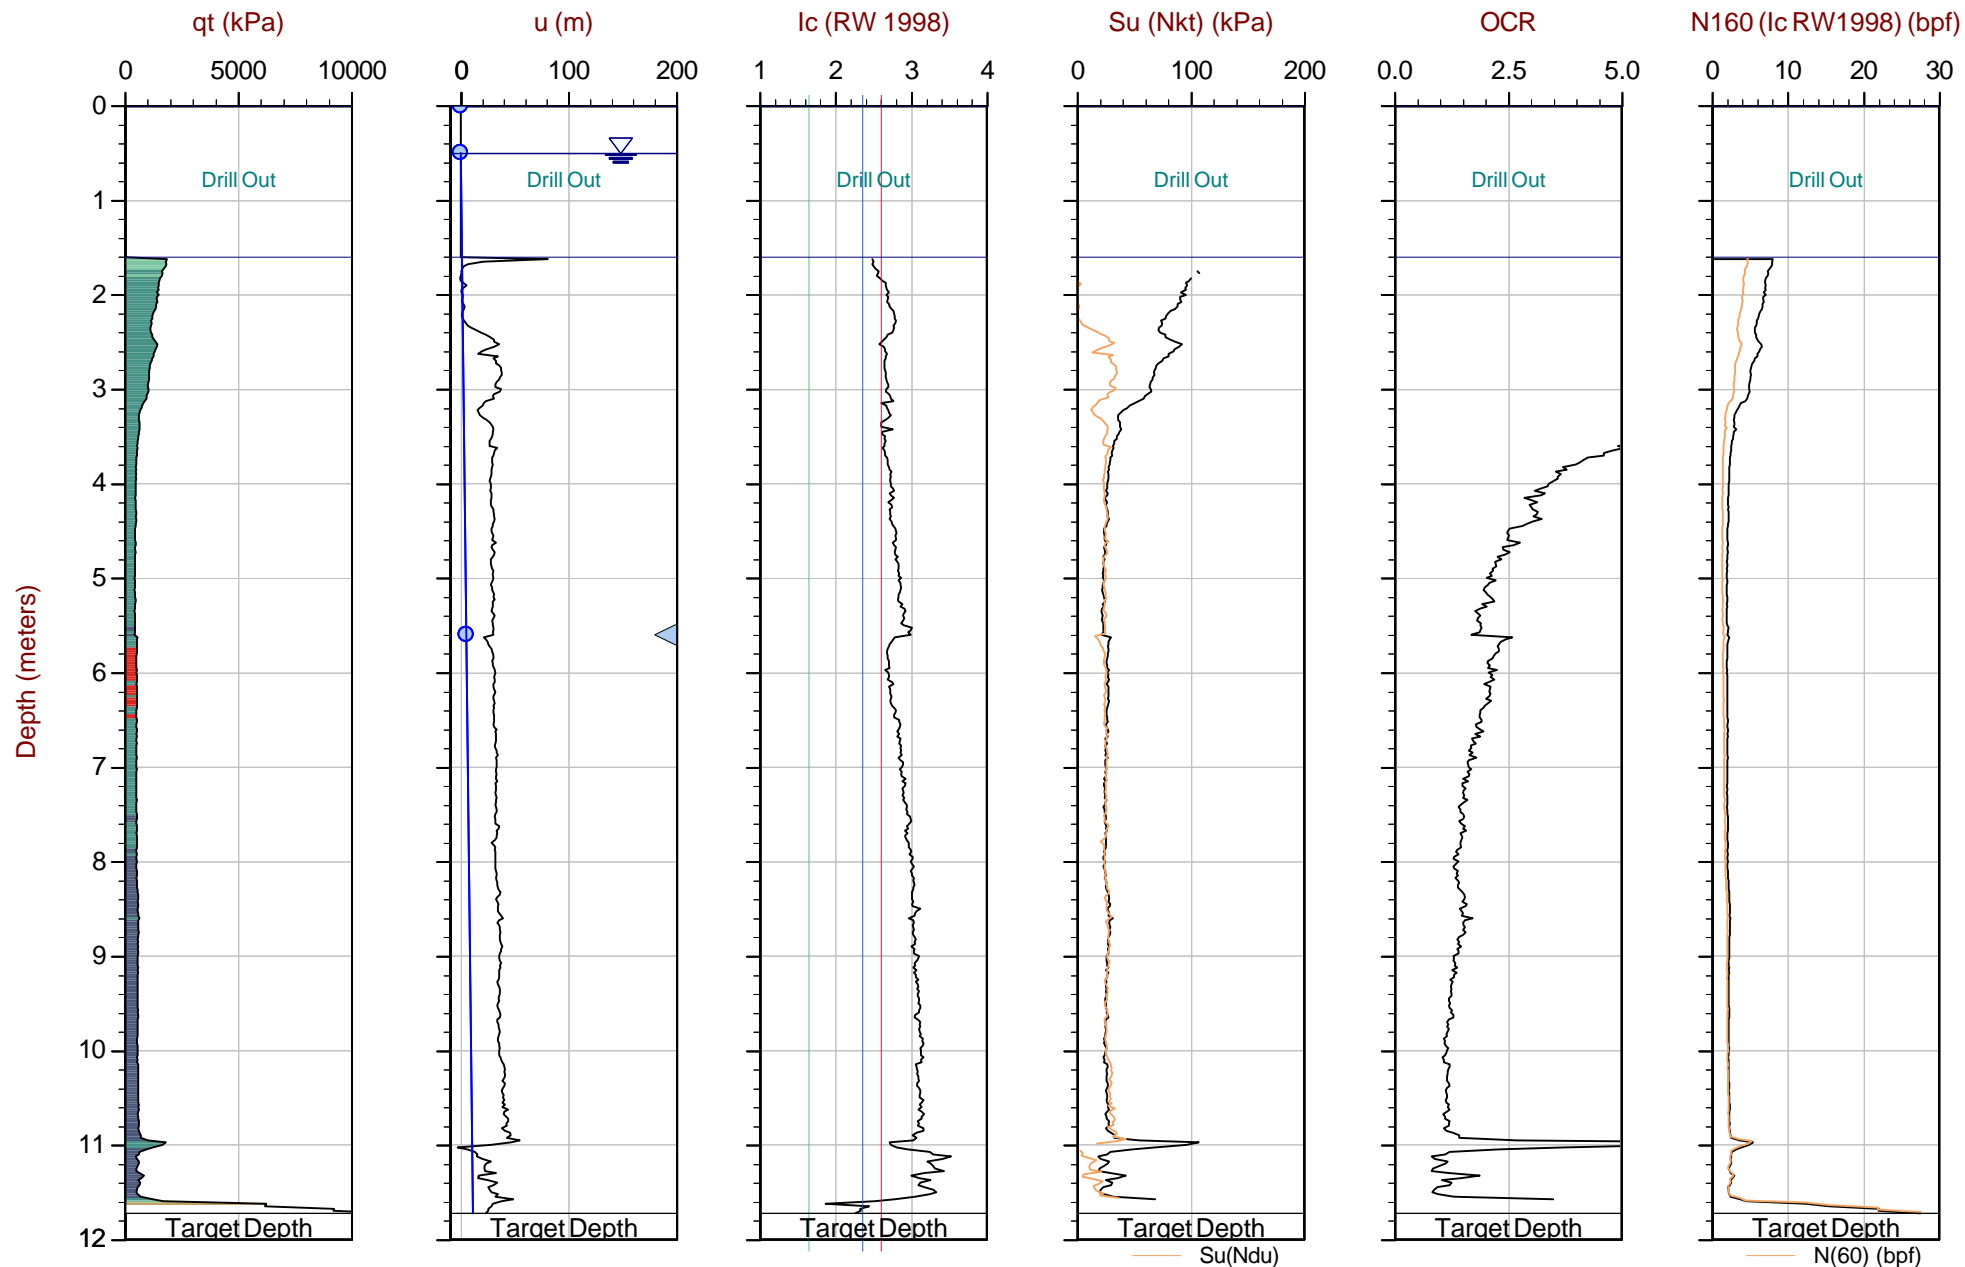 qt (kPa) u (m) Ic (RW 1998) Su (Nkt) (kPa) OCR N160 (Ic RW1998) (bpf)
0 5000 10000 0 100 200 1 2 3 4 0 100 200 0.0 2.5 5.0 0 10 20 30
0
Drill Out Drill Out Drill Out Drill Out Drill Out Drill Out
1
2
3
4
5
Depth (meters)
6
7
8
9
10
11
Target Depth Target Depth Target Depth Target Depth Target Depth Target Depth
12
Su(Ndu) N(60) (bpf)